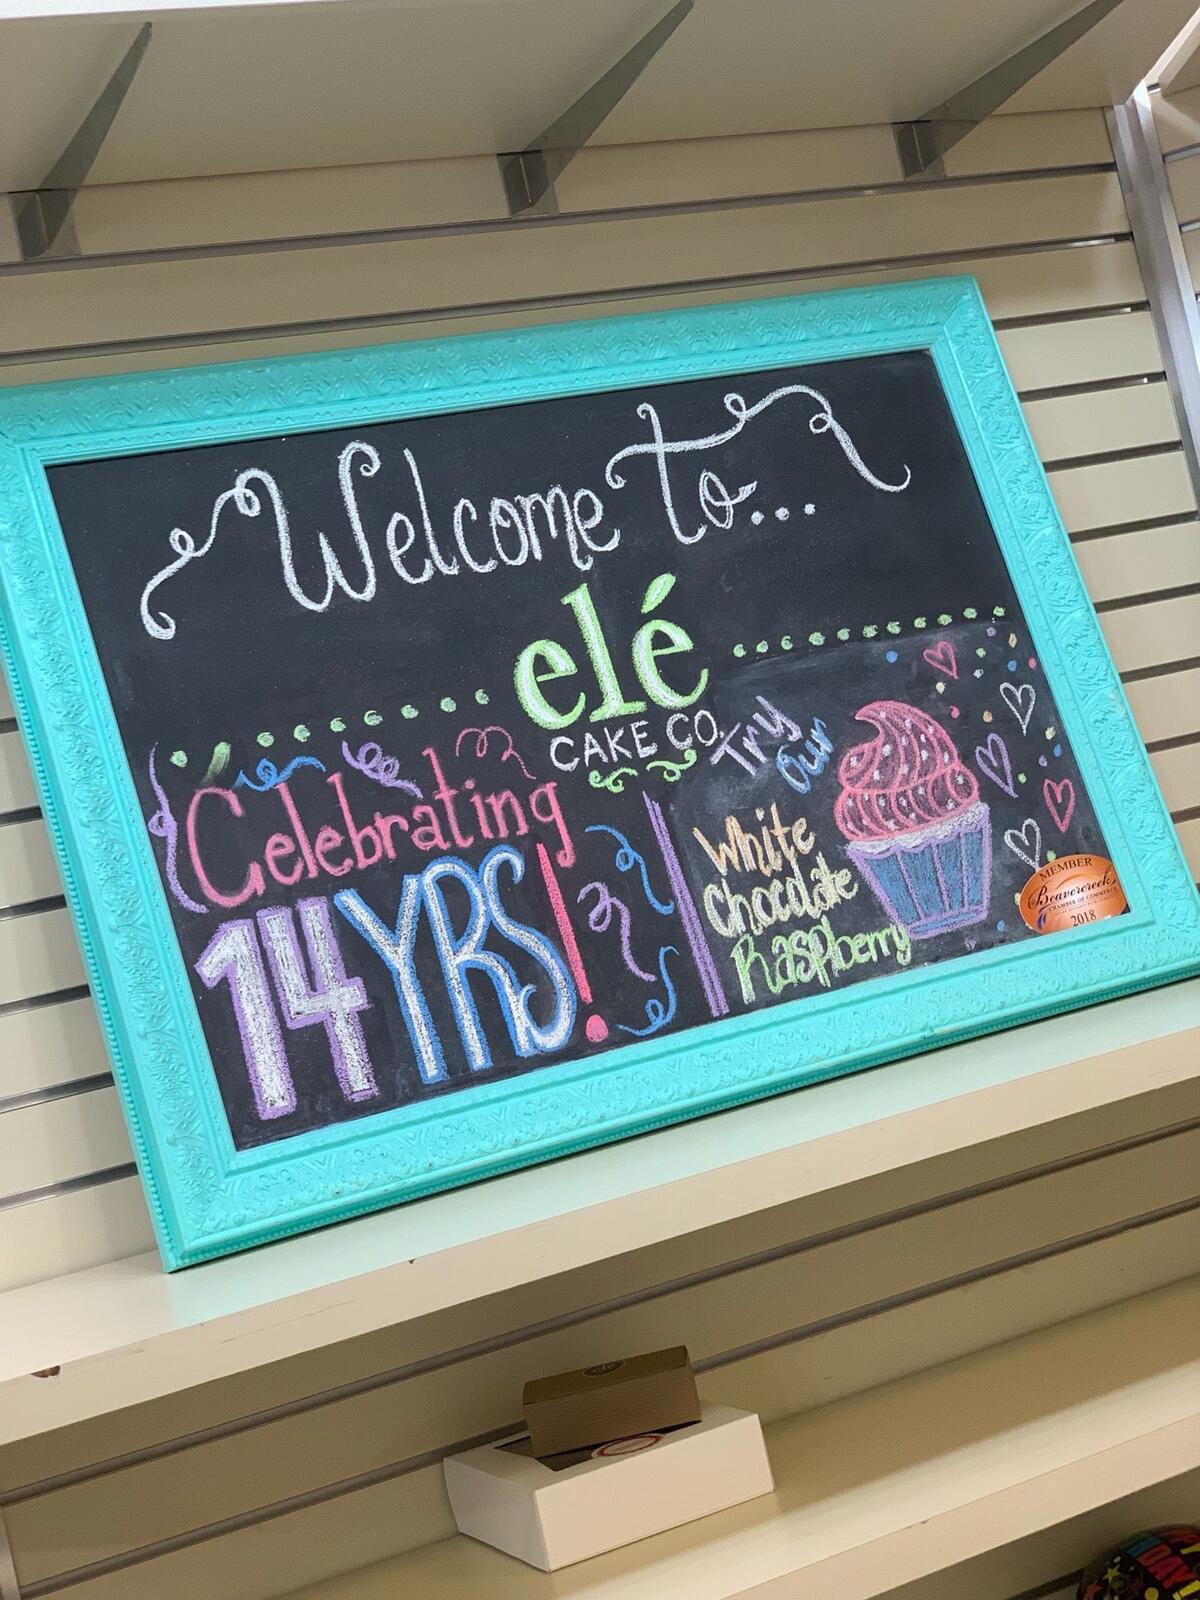 Welcome to...
elé
CAKE CO.
Celebrating
14 YRS!
Try
our
White
Chocolate
Raspberry
MEMBER
Beavercreek
CHAMBER OF COMMERCE
2018
elé